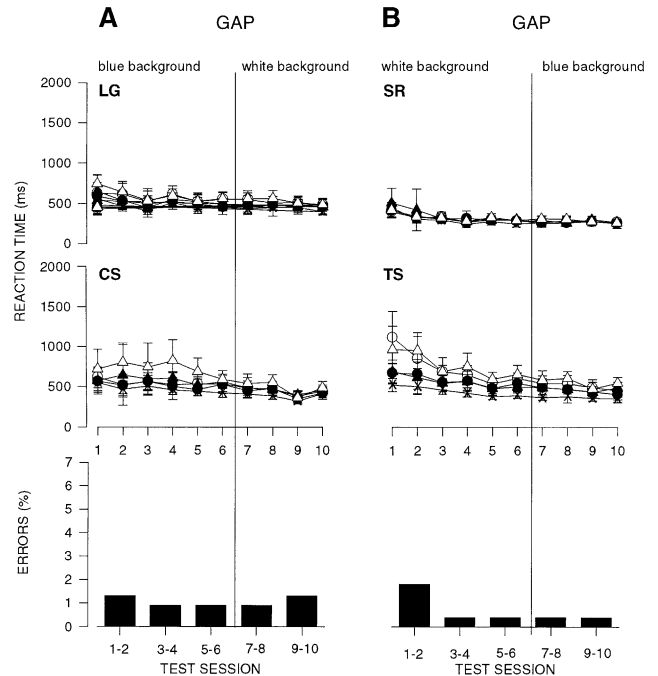 A
GAP
B
GAP
blue background
white background
white background
blue background
LG
SR
2000
1500
1000
500
0
REACTION TIME (ms)
CS
TS
2000
1500
1000
500
0
1 2 3 4 5 6 7 8 9 10
1 2 3 4 5 6 7 8 9 10
7
6
5
4
3
2
1
0
ERRORS (%)
1-2 3-4 5-6 7-8 9-10
1-2 3-4 5-6 7-8 9-10
TEST SESSION
TEST SESSION